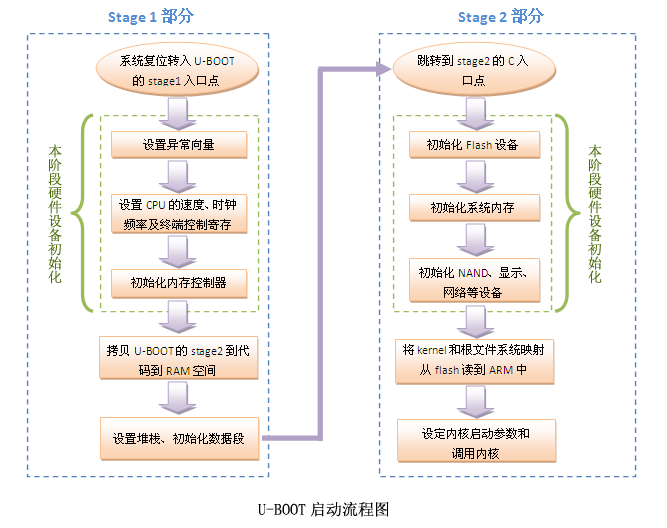 Stage 1 部分
系统复位转入 U-BOOT
的 stage1 入口点
本阶段硬件设备初始化
设置异常向量
设置 CPU 的速度、时钟
频率及终端控制寄存
初始化内存控制器
拷贝 U-BOOT 的 stage2 到代
码到 RAM 空间
设置堆栈、初始化数据段
Stage 2 部分
跳转到 stage2 的 C 入
口点
初始化 Flash 设备
初始化系统内存
初始化 NAND、显示、
网络等设备
本阶段硬件设备初始化
将 kernel 和根文件系统映射
从 flash 读到 ARM 中
设定内核启动参数和
调用内核
U-BOOT 启动流程图